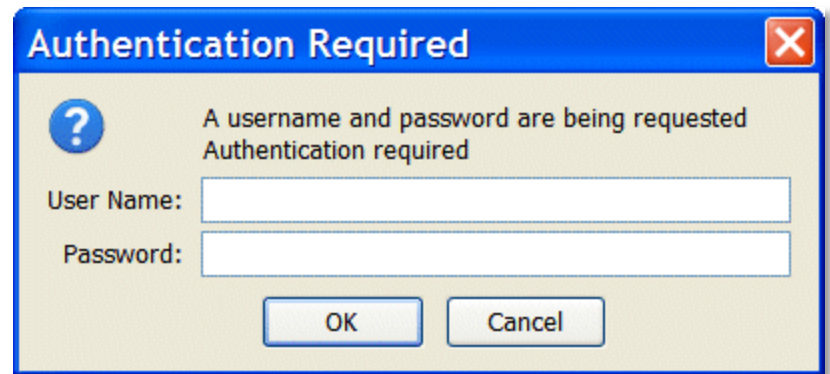 Authentication Required
A username and password are being requested
Authentication required
User Name:
Password:
OK Cancel